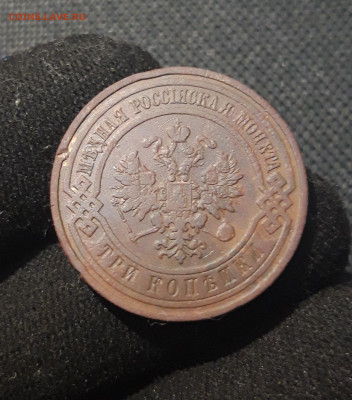 МѢДНАЯ РОССІЙСКАЯ МОНЕТА
ТРИ КОПѢЙКИ